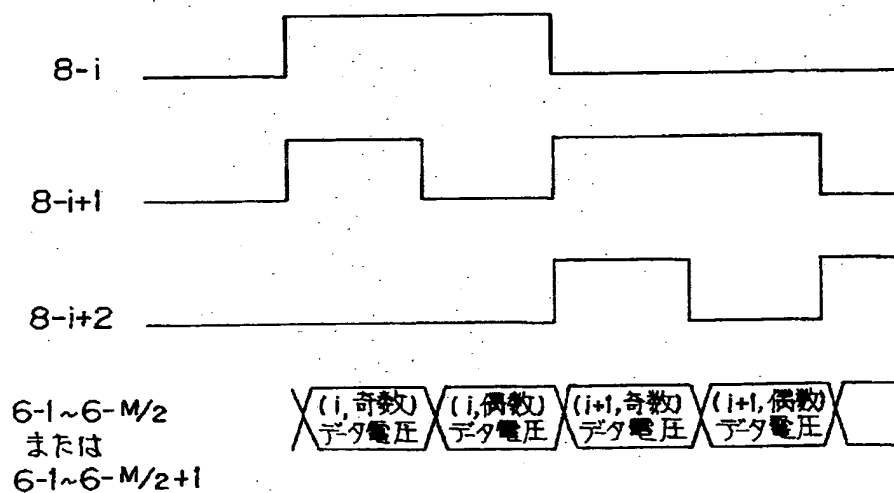 8-i
8-i+1
8-i+2
(i,奇数) (i,偶数) (i+1,奇数) (i+1,偶数)
データ電圧 データ電圧 データ電圧 データ電圧
6-1~6-M/2
または
6-1~6-M/2+1